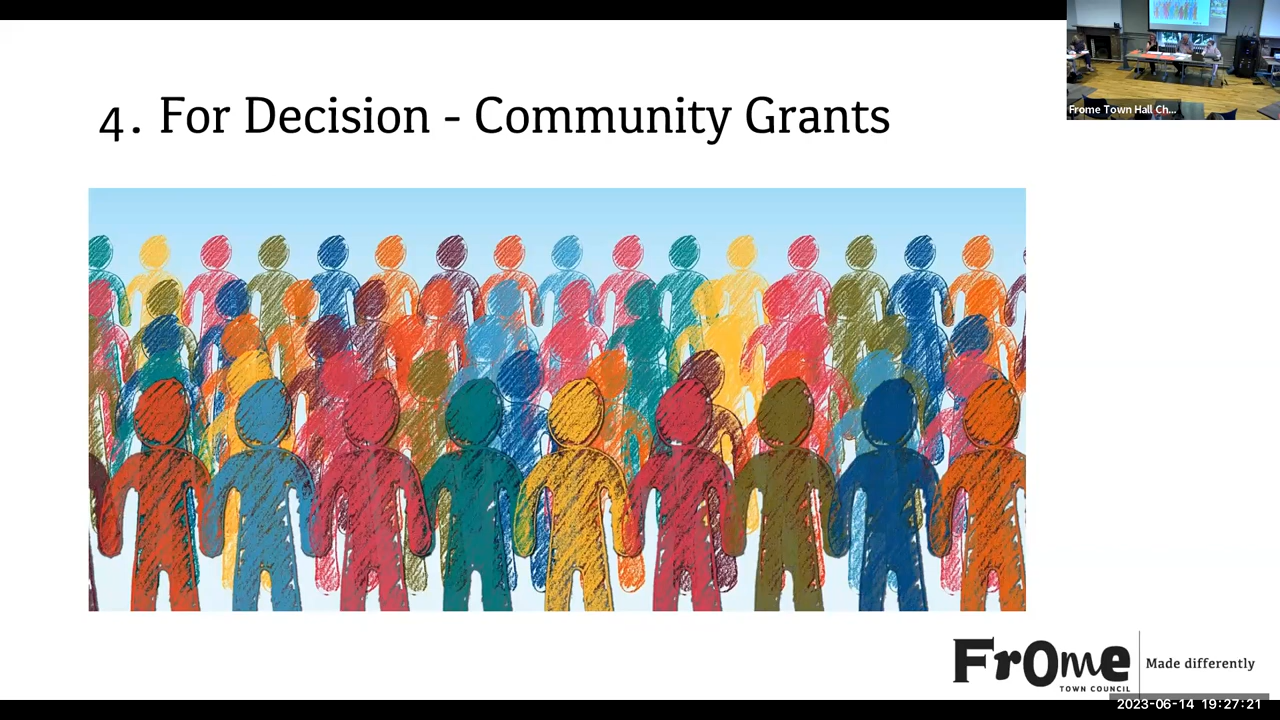 Frome Town Hall Ch...
4. For Decision - Community Grants
FrOme
TOWN COUNCIL
Made differently
2023-06-14 19:27:21